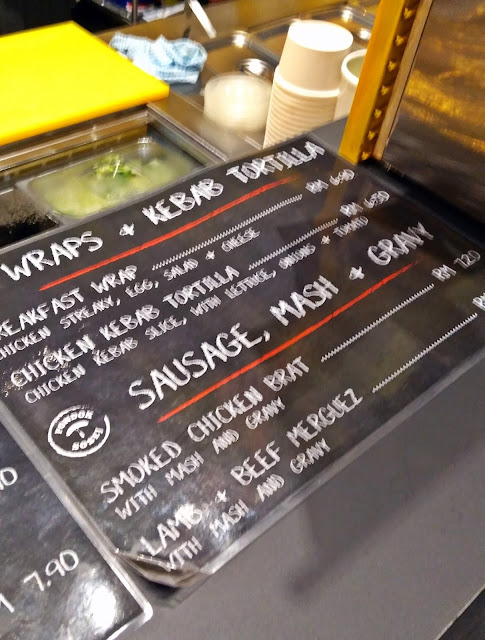 WRAPS & KEBAB TORTILLA
BREAKFAST WRAP RM 6.50
CHICKEN STREAKY, EGG, SALAD & CHEESE
CHICKEN KEBAB TORTILLA RM 6.50
CHICKEN KEBAB SLICE, WITH LETTUCE, ONIONS & TOMATO
SAUSAGE, MASH & GRAVY
SMOKED CHICKEN BRAT RM 7.20
WITH MASH AND GRAVY
LAMB & BEEF MERGUEZ
WITH MASH AND GRAVY
7.90